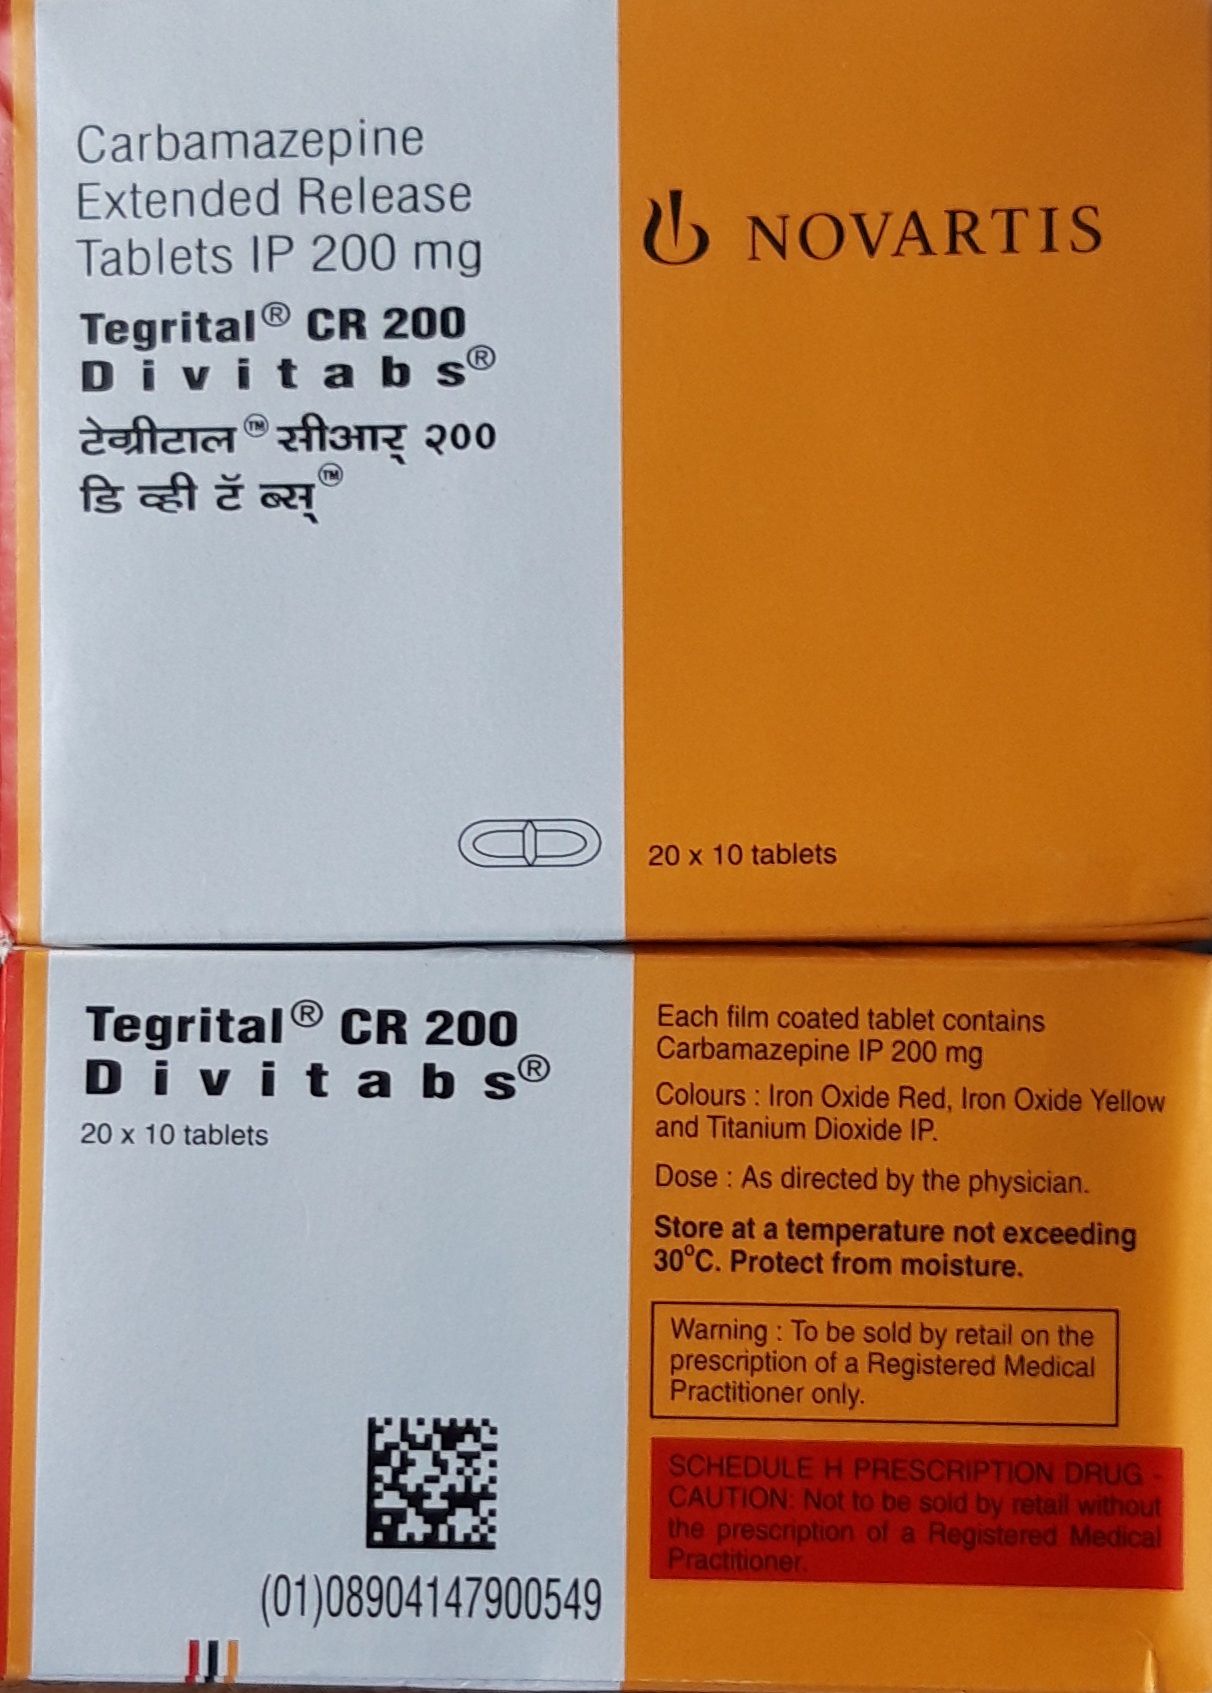 Carbamazepine
Extended Release
Tablets IP 200 mg
Tegrital® CR 200
Divitabs®
टेग्रीटाल™ सीआर् २००
डि व्ही टॅ ब्स्™
NOVARTIS
20 x 10 tablets
Tegrital® CR 200
Divitabs®
20 x 10 tablets
(01)08904147900549
Each film coated tablet contains
Carbamazepine IP 200 mg
Colours : Iron Oxide Red, Iron Oxide Yellow
and Titanium Dioxide IP.
Dose : As directed by the physician.
Store at a temperature not exceeding
30°C. Protect from moisture.
Warning : To be sold by retail on the
prescription of a Registered Medical
Practitioner only.
SCHEDULE H PRESCRIPTION DRUG -
CAUTION: Not to be sold by retail without
the prescription of a Registered Medical
Practitioner.